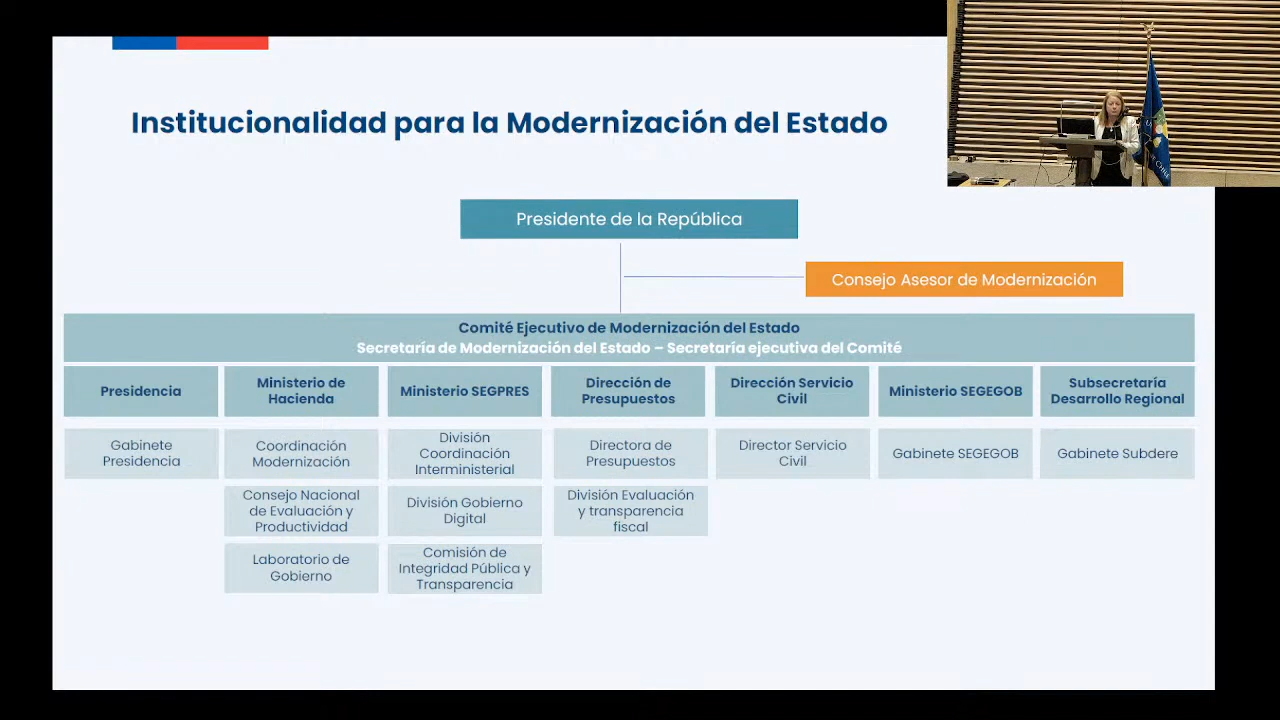 Institucionalidad para la Modernización del Estado
Presidente de la República
Consejo Asesor de Modernización
Comité Ejecutivo de Modernización del Estado
Secretaría de Modernización del Estado – Secretaría ejecutiva del Comité
Presidencia
Ministerio de
Hacienda
Ministerio SEGPRES
Dirección de
Presupuestos
Dirección Servicio
Civil
Ministerio SEGEGOB
Subsecretaría
Desarrollo Regional
Gabinete
Presidencia
Coordinación
Modernización
División
Coordinación
Interministerial
Directora de
Presupuestos
Director Servicio
Civil
Gabinete SEGEGOB
Gabinete Subdere
Consejo Nacional
de Evaluación y
Productividad
División Gobierno
Digital
División Evaluación
y transparencia
fiscal
Laboratorio de
Gobierno
Comisión de
Integridad Pública y
Transparencia